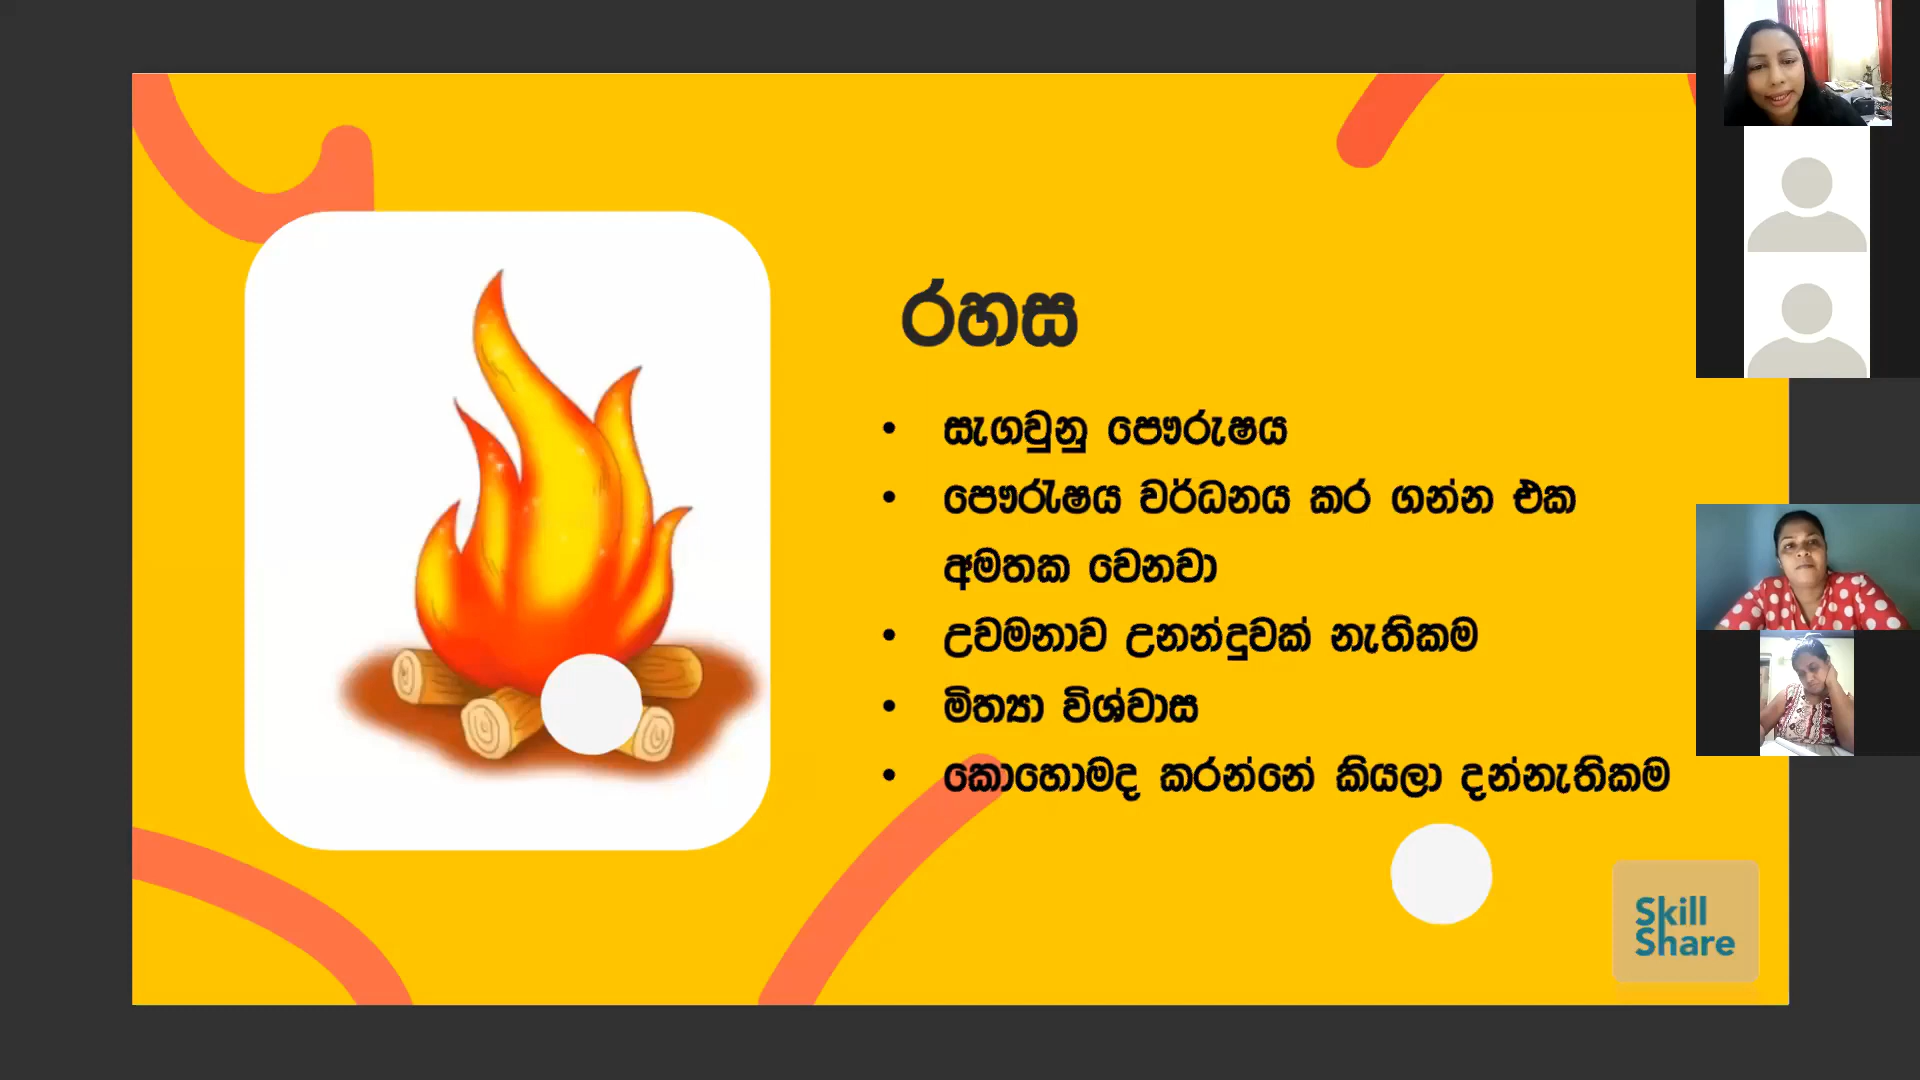 රහස
• සැගවුනු පෞරුෂය
• පෞරැෂය වර්ධනය කර ගන්න එක
අමතක වෙනවා
• උවමනාව උනන්දුවක් නැතිකම
• මිත්‍යා විශ්වාස
• කොහොමද කරන්නේ කියලා දන්නැතිකම
Skill
Share